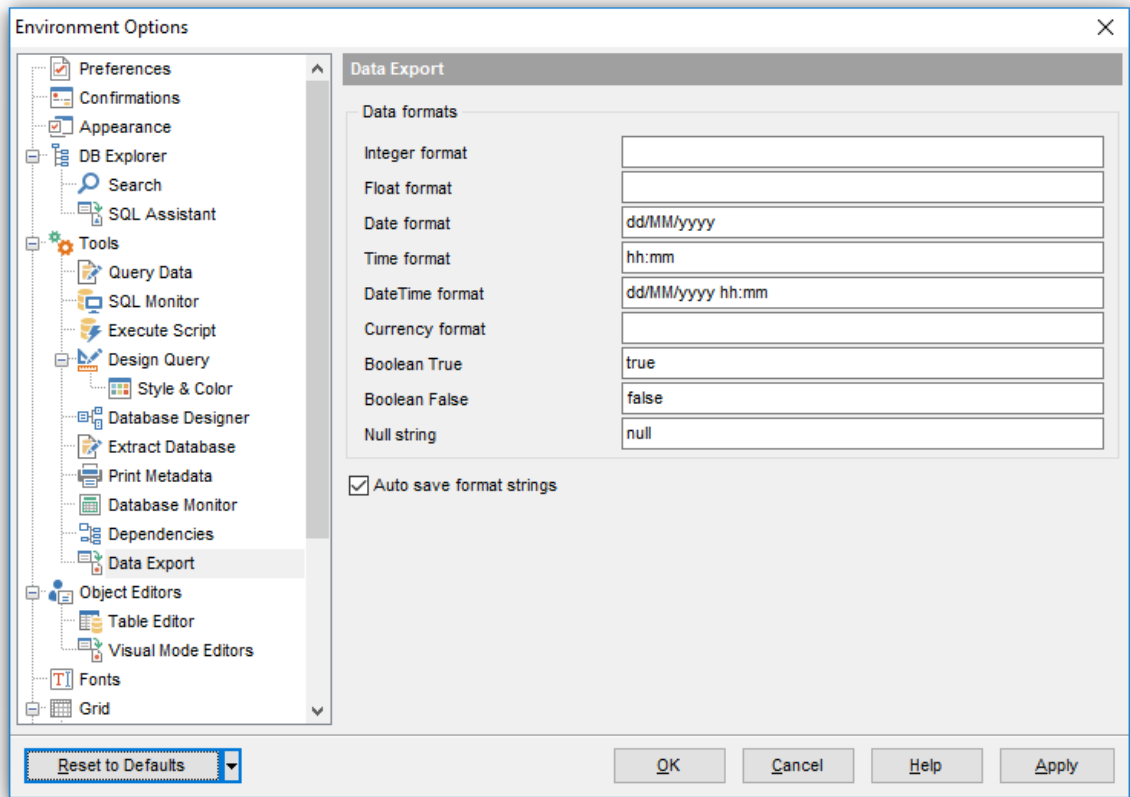 Environment Options
Preferences
Confirmations
Appearance
DB Explorer
Search
SQL Assistant
Tools
Query Data
SQL Monitor
Execute Script
Design Query
Style & Color
Database Designer
Extract Database
Print Metadata
Database Monitor
Dependencies
Data Export
Object Editors
Table Editor
Visual Mode Editors
Fonts
Grid
Data Export
Data formats
Integer format
Float format
Date format dd/MM/yyyy
Time format hh:mm
DateTime format dd/MM/yyyy hh:mm
Currency format
Boolean True true
Boolean False false
Null string null
Auto save format strings
Reset to Defaults OK Cancel Help Apply